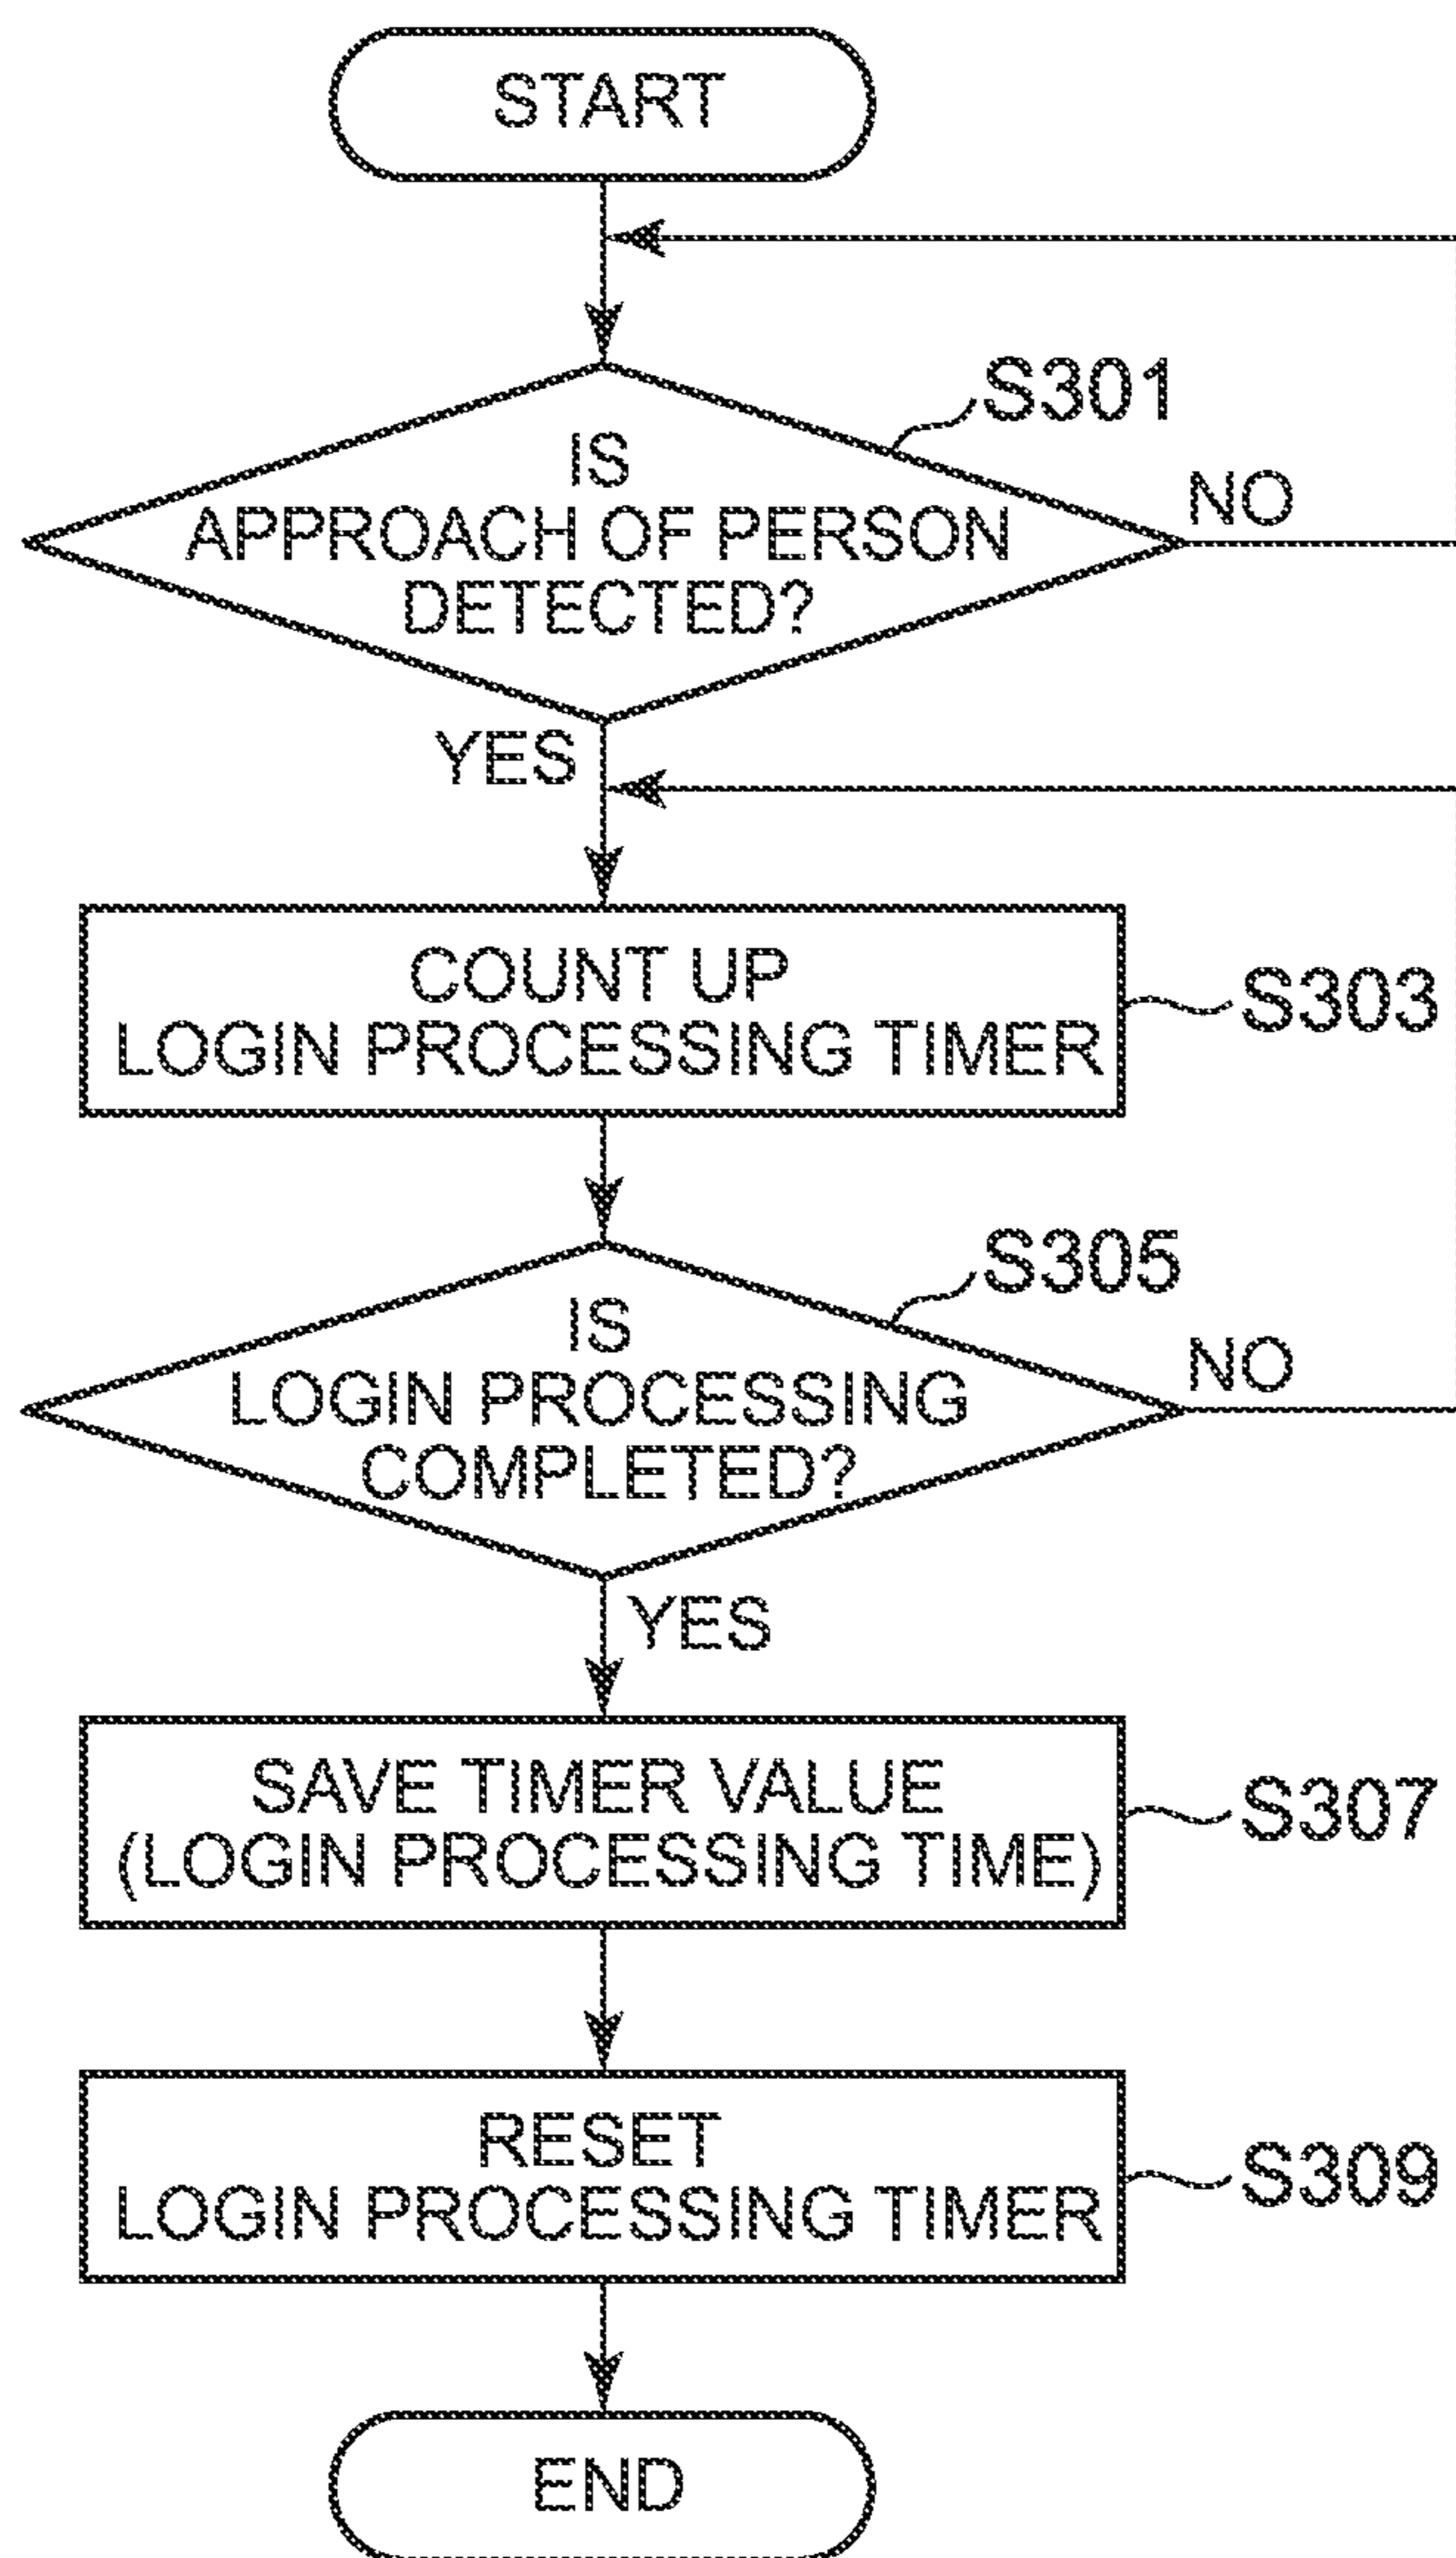 START
S301
IS
APPROACH OF PERSON
DETECTED?
NO
YES
COUNT UP
LOGIN PROCESSING TIMER
S303
S305
IS
LOGIN PROCESSING
COMPLETED?
NO
YES
SAVE TIMER VALUE
(LOGIN PROCESSING TIME)
S307
RESET
LOGIN PROCESSING TIMER
S309
END